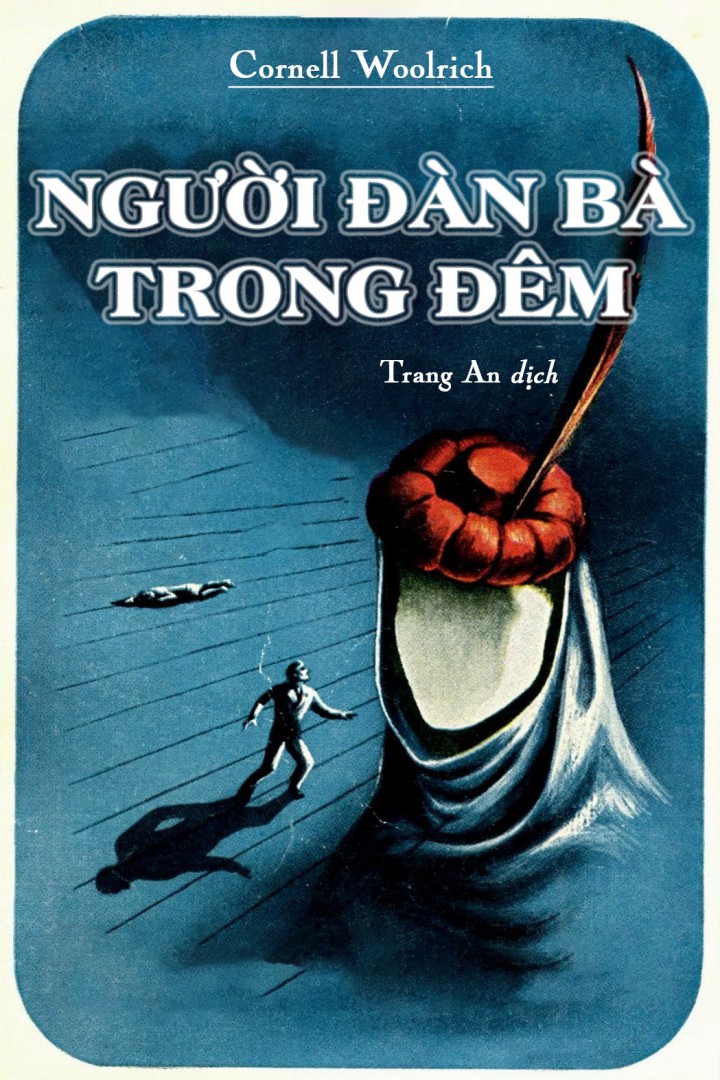 Cornell Woolrich
NGƯỜI ĐÀN BÀ
TRONG ĐÊM
Trang An dịch